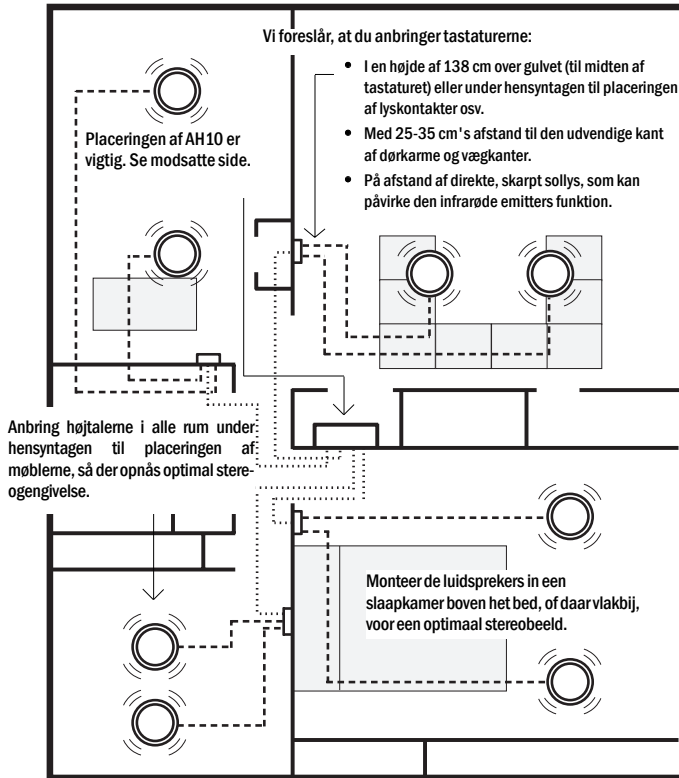 Vi foreslår, at du anbringer tastaturerne:
• I en højde af 138 cm over gulvet (til midten af
tastaturet) eller under hensyntagen til placeringen
af lyskontakter osv.
• Med 25-35 cm's afstand til den udvendige kant
af dørkarme og vægkanter.
• På afstand af direkte, skarpt sollys, som kan
påvirke den infrarøde emitters funktion.
Placeringen af AH10 er
vigtig. Se modsatte side.
Anbring højtalerne i alle rum under
hensyntagen til placeringen af
møblerne, så der opnås optimal stere-
ogengivelse.
Monteer de luidsprekers in een
slaapkamer boven het bed, of daar vlakbij,
voor een optimaal stereobeeld.